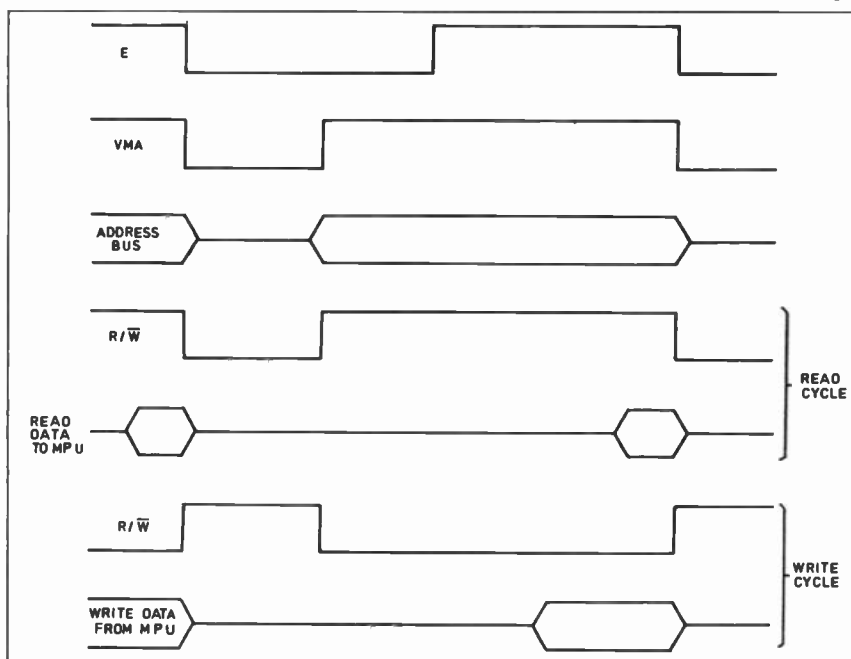 E
VMA
ADDRESS
BUS
R/W̅
READ
CYCLE
READ
DATA
TO MPU
R/W̅
WRITE
CYCLE
WRITE DATA
FROM MPU